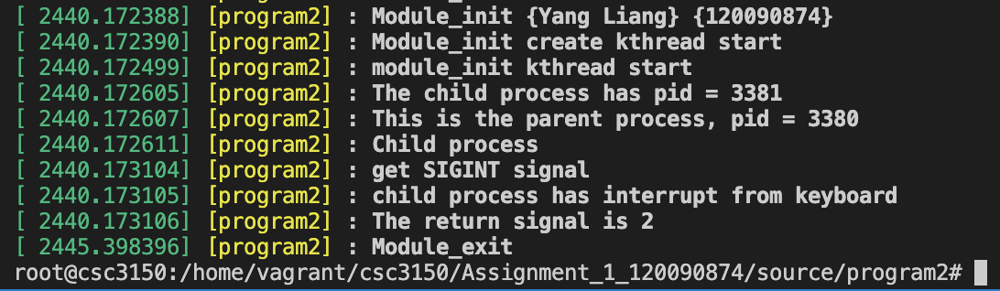 [ 2440.172388] [program2] : Module_init {Yang Liang} {120090874}
[ 2440.172390] [program2] : Module_init create kthread start
[ 2440.172499] [program2] : module_init kthread start
[ 2440.172605] [program2] : The child process has pid = 3381
[ 2440.172607] [program2] : This is the parent process, pid = 3380
[ 2440.172611] [program2] : Child process
[ 2440.173104] [program2] : get SIGINT signal
[ 2440.173105] [program2] : child process has interrupt from keyboard
[ 2440.173106] [program2] : The return signal is 2
[ 2445.398396] [program2] : Module_exit
root@csc3150:/home/vagrant/csc3150/Assignment_1_120090874/source/program2#